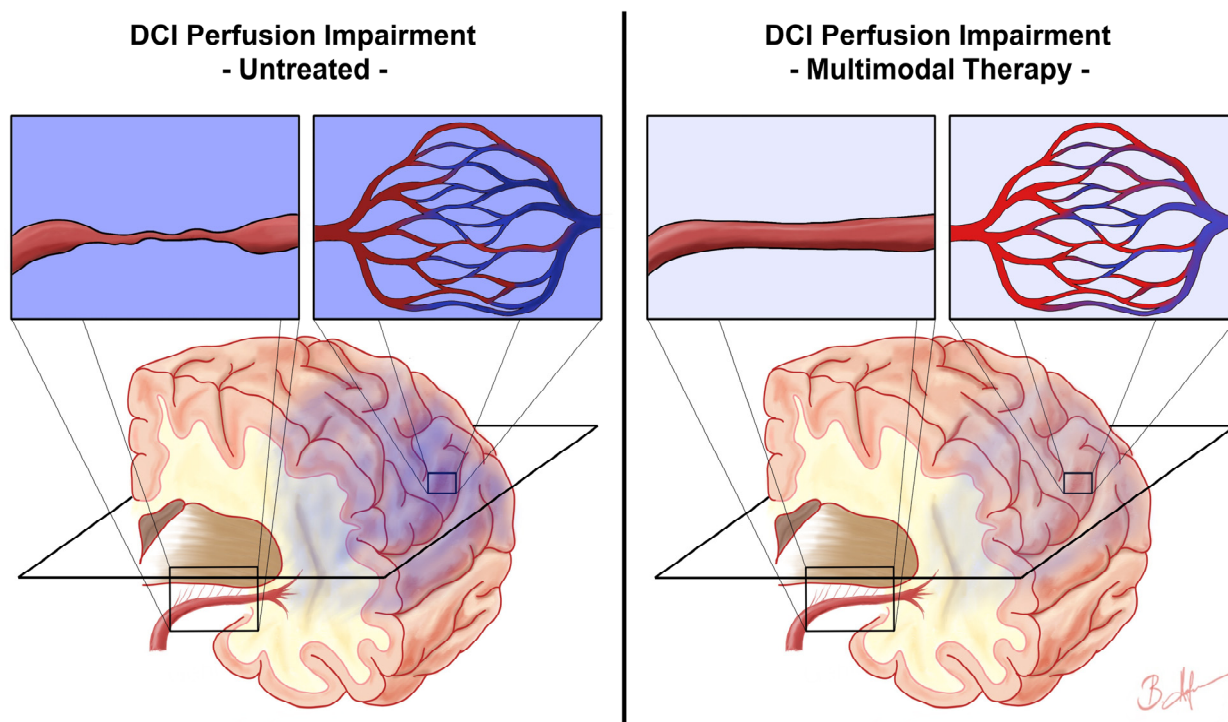 DCI Perfusion Impairment
- Untreated -
DCI Perfusion Impairment
- Multimodal Therapy -